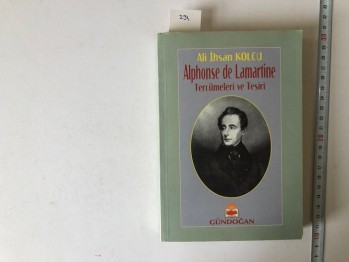 Ali İhsan KOLCU
Alphonse de Lamartine
Tercümeleri ve Tesiri
GÜNDOĞAN